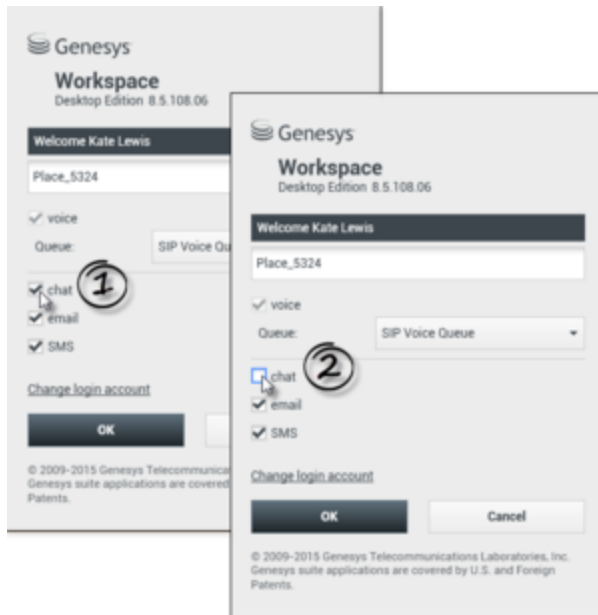 Genesys
Workspace
Desktop Edition 8.5.108.06
Welcome Kate Lewis
Place_5324
voice
Queue: SIP Voice Qu
chat 1
email
SMS
Change login account
OK
© 2009-2015 Genesys Telecommunica
Genesys suite applications are covered
Patents.
Genesys
Workspace
Desktop Edition 8.5.108.06
Welcome Kate Lewis
Place_5324
voice
Queue: SIP Voice Queue
chat 2
email
SMS
Change login account
OK Cancel
© 2009-2015 Genesys Telecommunications Laboratories, Inc.
Genesys suite applications are covered by U.S. and Foreign
Patents.